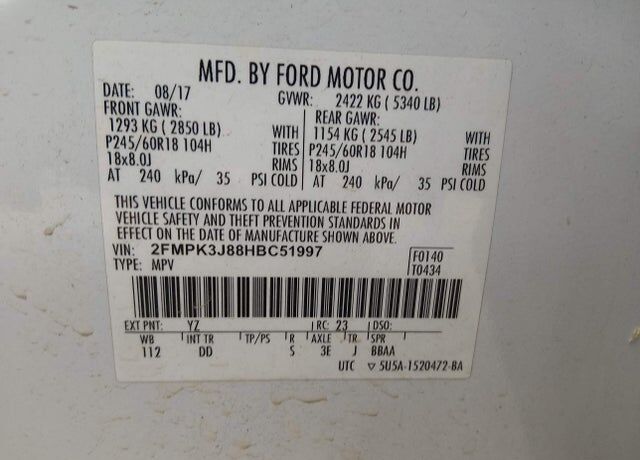 MFD. BY FORD MOTOR CO.
DATE: 08/17 GVWR: 2422 KG ( 5340 LB)
FRONT GAWR: REAR GAWR:
1293 KG ( 2850 LB) WITH 1154 KG ( 2545 LB) WITH
P245/60R18 104H TIRES P245/60R18 104H TIRES
18x8.0J RIMS 18x8.0J RIMS
AT 240 kPa/ 35 PSI COLD AT 240 kPa/ 35 PSI COLD
THIS VEHICLE CONFORMS TO ALL APPLICABLE FEDERAL MOTOR
VEHICLE SAFETY AND THEFT PREVENTION STANDARDS IN
EFFECT ON THE DATE OF MANUFACTURE SHOWN ABOVE.
VIN: 2FMPK3J88HBC51997 F0140
TYPE: MPV T0434
EXT PNT: YZ RC: 23 DSO:
WB INT TR TP/PS R AXLE TR SPR
112 DD S 3E J BBAA
UTC ▽ 5U5A-1520472-BA